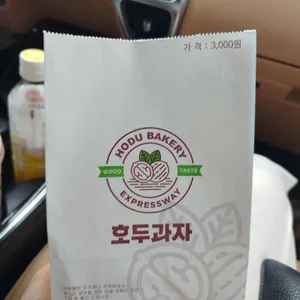 가 격 : 3,000원
HODU BAKERY
GOOD TASTE
EXPRESSWAY
호두과자